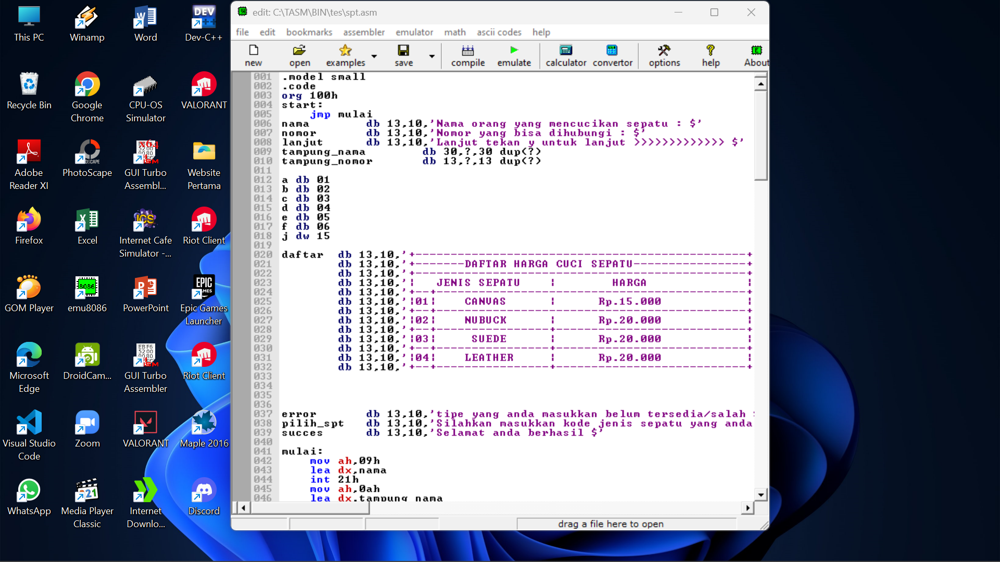 This PC
Winamp
Word
Dev-C++
Recycle Bin
Google Chrome
CPU-OS Simulator
VALORANT
Adobe Reader XI
PhotoScape
GUI Turbo Assembl...
Website Pertama
Firefox
Excel
Internet Cafe Simulator -...
Riot Client
GOM Player
emu8086
PowerPoint
Epic Games Launcher
Microsoft Edge
DroidCam...
GUI Turbo Assembler
Riot Client
Visual Studio Code
Zoom
VALORANT
Maple 2016
WhatsApp
Media Player Classic
Internet Downlo...
Discord
edit: C:\TASM\BIN\tes\spt.asm
file edit bookmarks assembler emulator math ascii codes help
new open examples save compile emulate calculator convertor options help About
001 .model small
002 .code
003 org 100h
004 start:
005 jmp mulai
006 nama db 13,10,'Nama orang yang mencucikan sepatu : $'
007 nomor db 13,10,'Nomor yang bisa dihubungi : $'
008 lanjut db 13,10,'Lanjut tekan y untuk lanjut >>>>>>>>>>>>> $'
009 tampung_nama db 30,?,30 dup(?)
010 tampung_nomor db 13,?,13 dup(?)
011
012 a db 01
013 b db 02
014 c db 03
015 d db 04
016 e db 05
017 f db 06
018 j dw 15
019
020 daftar db 13,10,'+-----------------------------------------------+
021 db 13,10,'+-------DAFTAR HARGA CUCI SEPATU----------------+
022 db 13,10,'+-----------------------------------------------+
023 db 13,10,'| JENIS SEPATU | HARGA |
024 db 13,10,'+--+--------------------------------------------+
025 db 13,10,'|01| CANVAS | Rp.15.000 |
026 db 13,10,'+--+----------------+---------------------------+
027 db 13,10,'|02| NUBUCK | Rp.20.000 |
028 db 13,10,'+--+----------------+---------------------------+
029 db 13,10,'|03| SUEDE | Rp.20.000 |
030 db 13,10,'+--+----------------+---------------------------+
031 db 13,10,'|04| LEATHER | Rp.20.000 |
032 db 13,10,'+--+----------------+---------------------------+
033
034
035
036
037 error db 13,10,'tipe yang anda masukkan belum tersedia/salah :
038 pilih_spt db 13,10,'Silahkan masukkan kode jenis sepatu yang anda
039 succes db 13,10,'Selamat anda berhasil $'
040
041 mulai:
042 mov ah,09h
043 lea dx,nama
044 int 21h
045 mov ah,0ah
046 lea dx,tampung_nama
drag a file here to open